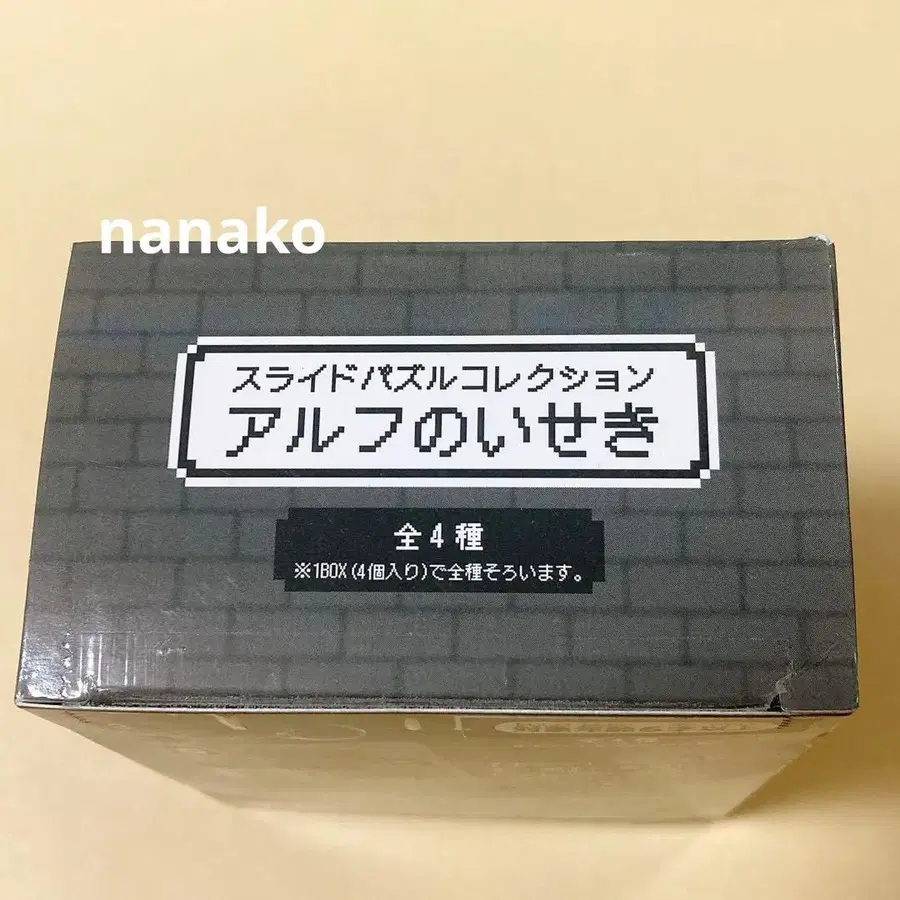 nanako
スライドパズルコレクション
アルフのいせき
全4種
※1BOX(4個入り)で全種そろいます。